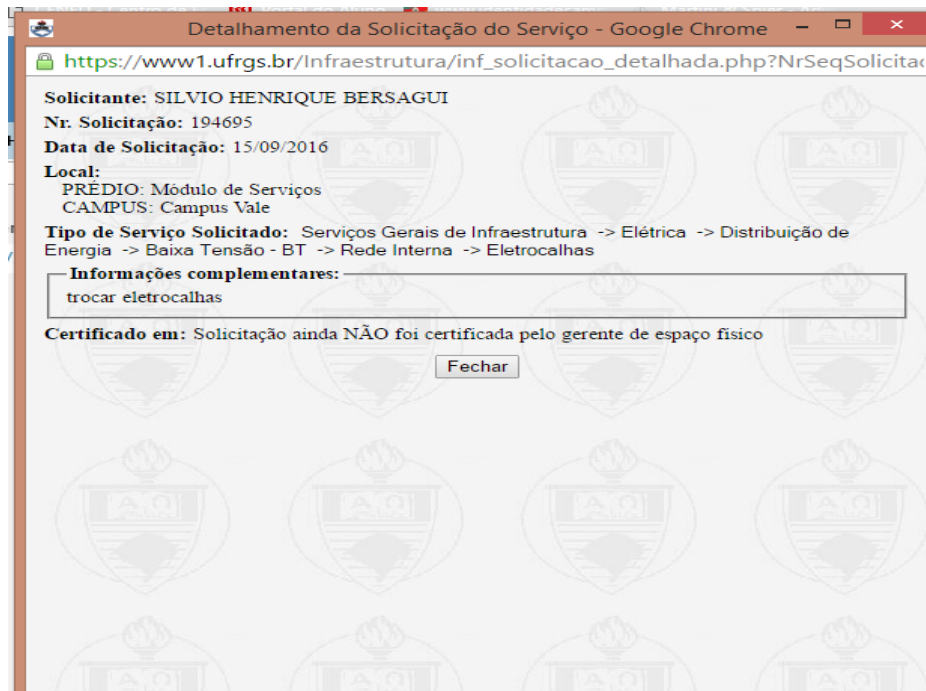 Detalhamento da Solicitação do Serviço - Google Chrome
https://www1.ufrgs.br/Infraestrutura/inf_solicitacao_detalhada.php?NrSeqSolicitac
Solicitante: SILVIO HENRIQUE BERSAGUI
Nr. Solicitação: 194695
Data de Solicitação: 15/09/2016
Local:
PRÉDIO: Módulo de Serviços
CAMPUS: Campus Vale
Tipo de Serviço Solicitado: Serviços Gerais de Infraestrutura -> Elétrica -> Distribuição de
Energia -> Baixa Tensão - BT -> Rede Interna -> Eletrocalhas
Informações complementares:
trocar eletrocalhas
Certificado em: Solicitação ainda NÃO foi certificada pelo gerente de espaço físico
Fechar